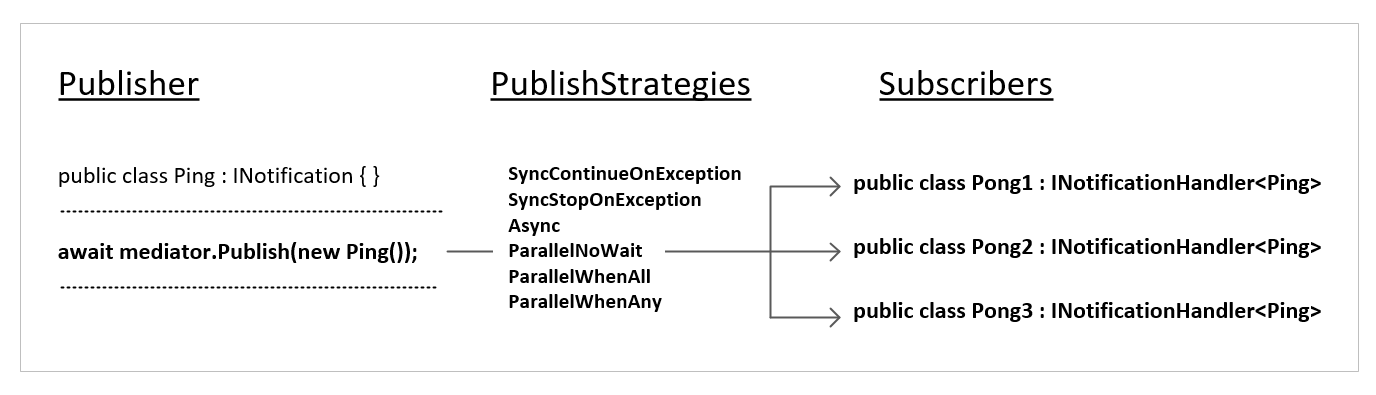 Publisher
public class Ping : INotification { }
await mediator.Publish(new Ping());
PublishStrategies
SyncContinueOnException
SyncStopOnException
Async
ParallelNoWait
ParallelWhenAll
ParallelWhenAny
Subscribers
public class Pong1 : INotificationHandler<Ping>
public class Pong2 : INotificationHandler<Ping>
public class Pong3 : INotificationHandler<Ping>